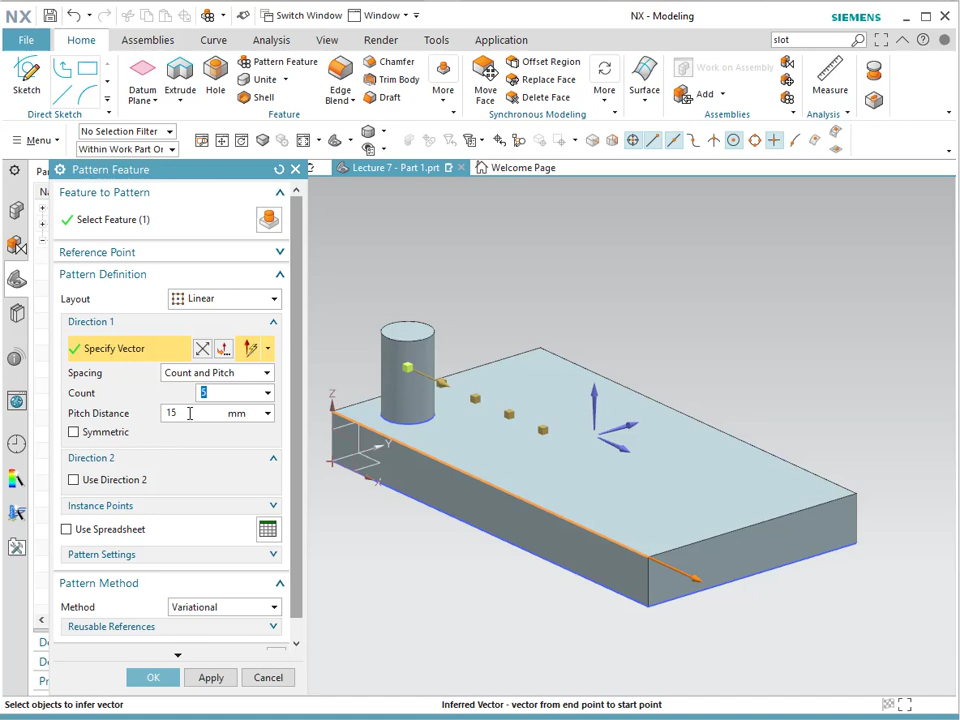 NX
Switch Window
Window
NX - Modeling
SIEMENS
File
Home
Assemblies
Curve
Analysis
View
Render
Tools
Application
slot
Sketch
Datum
Plane
Extrude
Hole
Pattern Feature
Unite
Shell
Edge
Blend
Chamfer
Trim Body
Draft
More
Move
Face
Offset Region
Replace Face
Delete Face
More
Surface
Work on Assembly
Add
Measure
Direct Sketch
Feature
Synchronous Modeling
Assemblies
Analysis
Menu
No Selection Filter
Within Work Part Or
Pattern Feature
Lecture 7 - Part 1.prt
Welcome Page
Feature to Pattern
Select Feature (1)
Reference Point
Pattern Definition
Layout
Linear
Direction 1
Specify Vector
Spacing
Count and Pitch
Count
5
Pitch Distance
15
mm
Symmetric
Direction 2
Use Direction 2
Instance Points
Use Spreadsheet
Pattern Settings
Pattern Method
Method
Variational
Reusable References
OK
Apply
Cancel
Z
Y
X
Select objects to infer vector
Inferred Vector - vector from end point to start point